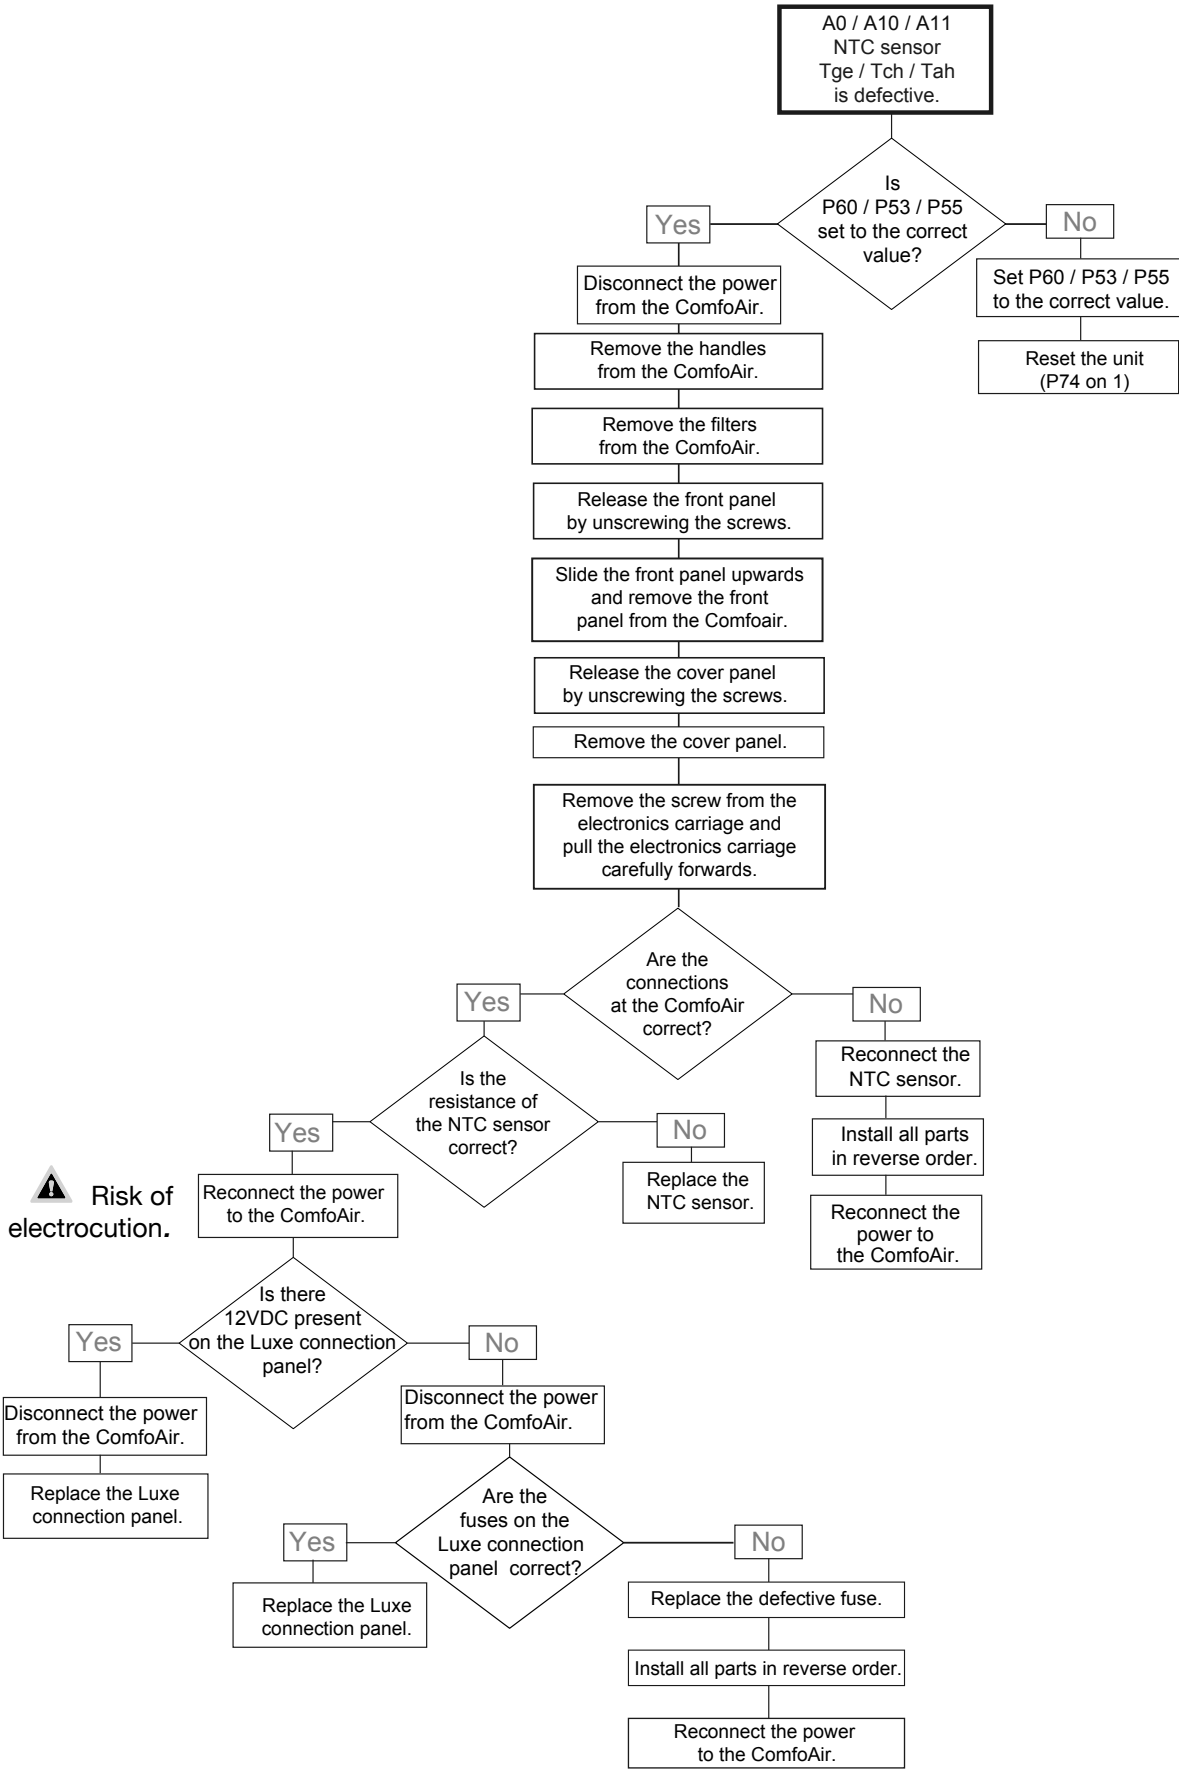 A0 / A10 / A11
NTC sensor
Tge / Tch / Tah
is defective.
Is
P60 / P53 / P55
set to the correct
value?
Yes
No
Disconnect the power
from the ComfoAir.
Set P60 / P53 / P55
to the correct value.
Remove the handles
from the ComfoAir.
Reset the unit
(P74 on 1)
Remove the filters
from the ComfoAir.
Release the front panel
by unscrewing the screws.
Slide the front panel upwards
and remove the front
panel from the Comfoair.
Release the cover panel
by unscrewing the screws.
Remove the cover panel.
Remove the screw from the
electronics carriage and
pull the electronics carriage
carefully forwards.
Are the
connections
at the ComfoAir
correct?
Yes
No
Is the
resistance of
the NTC sensor
correct?
Reconnect the
NTC sensor.
Install all parts
in reverse order.
Reconnect the
power to
the ComfoAir.
Yes
No
Replace the
NTC sensor.
Risk of
electrocution.
Reconnect the power
to the ComfoAir.
Is there
12VDC present
on the Luxe connection
panel?
Yes
No
Disconnect the power
from the ComfoAir.
Replace the Luxe
connection panel.
Disconnect the power
from the ComfoAir.
Are the
fuses on the
Luxe connection
panel correct?
Yes
No
Replace the Luxe
connection panel.
Replace the defective fuse.
Install all parts in reverse order.
Reconnect the power
to the ComfoAir.